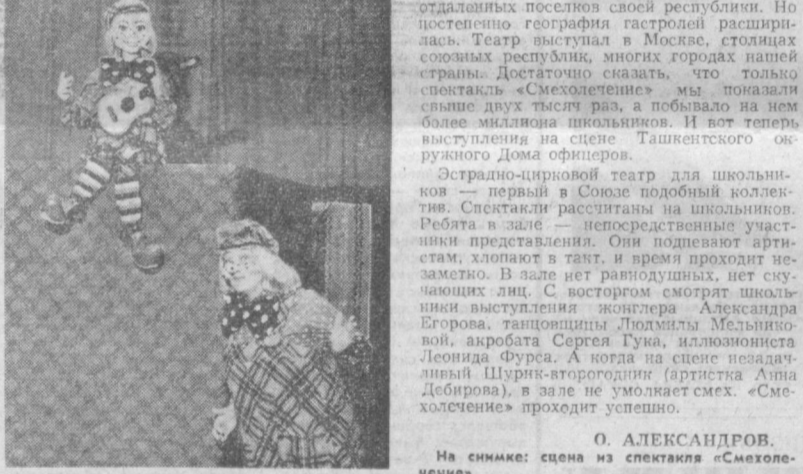 отдаленных поселков своей республики. Но
постепенно география гастролей расшири-
лась. Театр выступал в Москве, столицах
союзных республик, многих городах нашей
страны. Достаточно сказать, что только
спектакль «Смехолечение» мы показали
свыше двух тысяч раз, а побывало на нем
более миллиона школьников. И вот теперь
выступления на сцене Ташкентского ок-
ружного Дома офицеров.
Эстрадно-цирковой театр для школьни-
ков — первый в Союзе подобный коллек-
тив. Спектакли рассчитаны на школьников.
Ребята в зале — непосредственные участ-
ники представления. Они подпевают арти-
стам, хлопают в такт, и время проходит не-
заметно. В зале нет равнодушных, нет ску-
чающих лиц. С восторгом смотрят школь-
ники выступления жонглера Александра
Егорова, танцовщицы Людмилы Мельнико-
вой, акробата Сергея Гука, иллюзиониста
Леонида Фурса. А когда на сцене незадач-
ливый Шурик-второгодник (артистка Анна
Дебирова), в зале не умолкает смех. «Сме-
холечение» проходит успешно.
О. АЛЕКСАНДРОВ.
На снимке: сцена из спектакля «Смехоле-
чение».